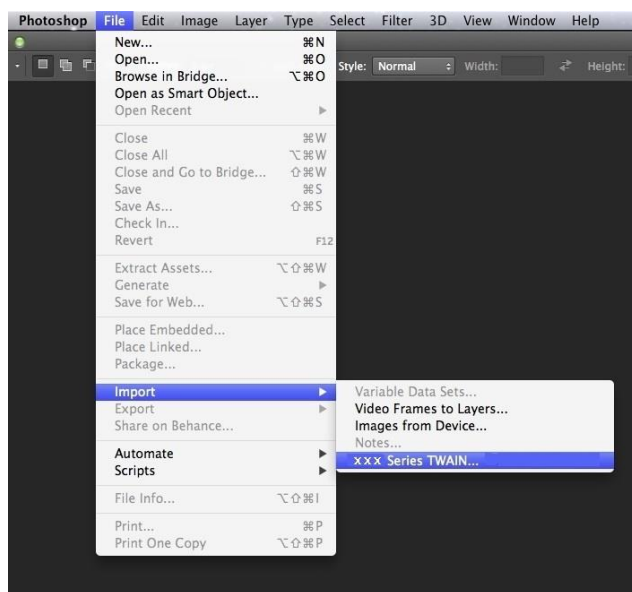 Photoshop File Edit Image Layer Type Select Filter 3D View Window Help
Style: Normal Width: Height:
New... ⌘N
Open... ⌘O
Browse in Bridge... ⌥⌘O
Open as Smart Object...
Open Recent
Close ⌘W
Close All ⌥⌘W
Close and Go to Bridge... ⇧⌘W
Save ⌘S
Save As... ⇧⌘S
Check In...
Revert F12
Extract Assets... ⌥⇧⌘W
Generate
Save for Web... ⌥⇧⌘S
Place Embedded...
Place Linked...
Package...
Import
Export
Share on Behance...
Automate
Scripts
File Info... ⌥⇧⌘I
Print... ⌘P
Print One Copy ⌥⇧⌘P
Variable Data Sets...
Video Frames to Layers...
Images from Device...
Notes...
xxx Series TWAIN...